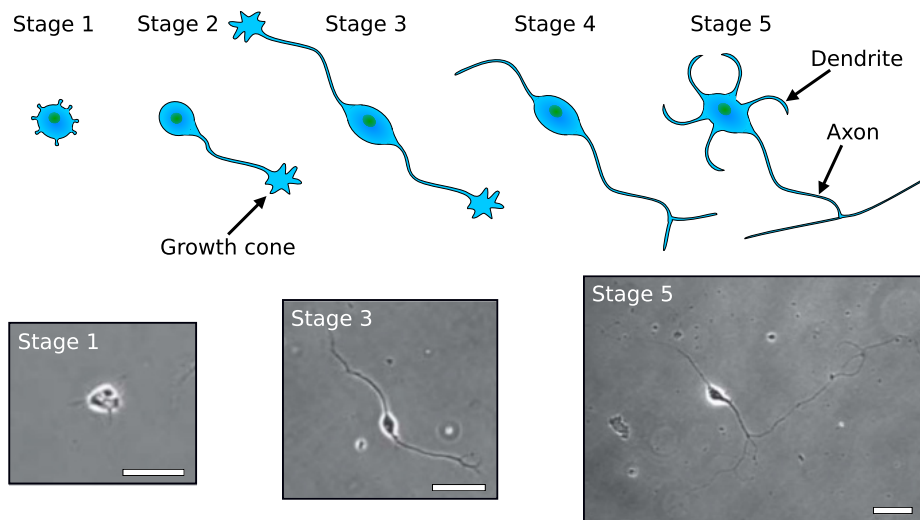 Stage 1
Stage 2
Stage 3
Stage 4
Stage 5
Dendrite
Axon
Growth cone
Stage 1
Stage 3
Stage 5